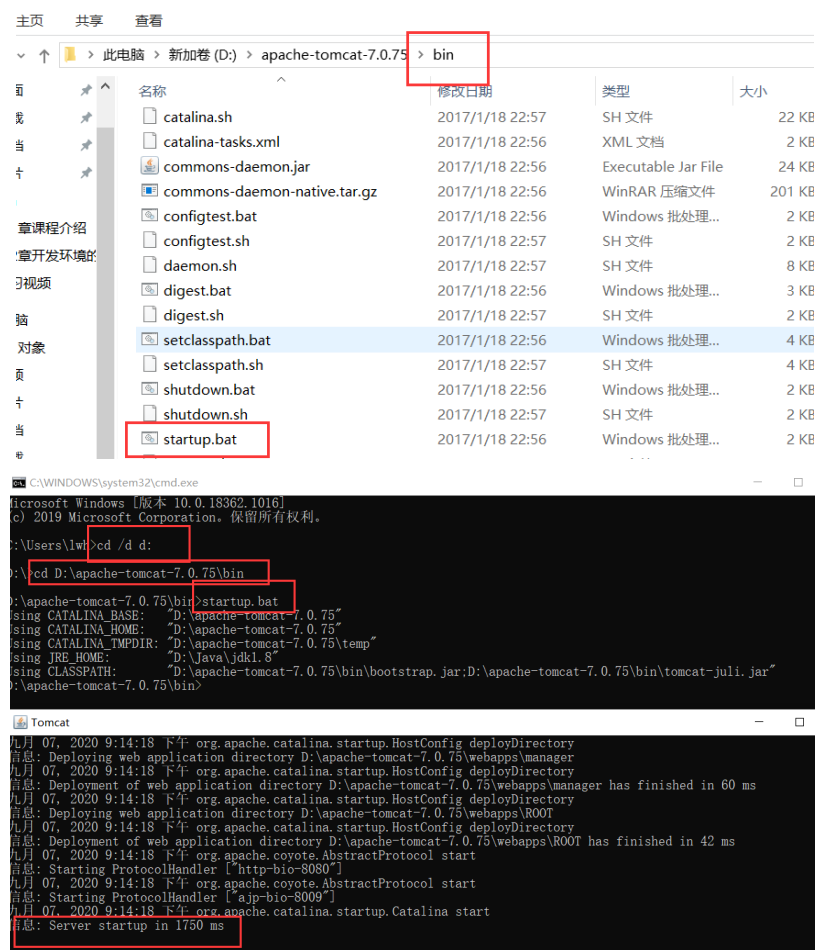 主页 共享 查看
此电脑 > 新加卷 (D:) > apache-tomcat-7.0.75 > bin
名称 修改日期 类型 大小
catalina.sh 2017/1/18 22:57 SH 文件 22 KB
catalina-tasks.xml 2017/1/18 22:56 XML 文档 2 KB
commons-daemon.jar 2017/1/18 22:56 Executable Jar File 24 KB
commons-daemon-native.tar.gz 2017/1/18 22:56 WinRAR 压缩文件 201 KB
configtest.bat 2017/1/18 22:56 Windows 批处理... 2 KB
章课程介绍
configtest.sh 2017/1/18 22:57 SH 文件 2 KB
章开发环境的
daemon.sh 2017/1/18 22:57 SH 文件 8 KB
习视频
digest.bat 2017/1/18 22:56 Windows 批处理... 3 KB
脑
digest.sh 2017/1/18 22:57 SH 文件 2 KB
对象
setclasspath.bat 2017/1/18 22:56 Windows 批处理... 4 KB
setclasspath.sh 2017/1/18 22:57 SH 文件 4 KB
shutdown.bat 2017/1/18 22:56 Windows 批处理... 2 KB
shutdown.sh 2017/1/18 22:57 SH 文件 2 KB
startup.bat 2017/1/18 22:56 Windows 批处理... 2 KB
C:\WINDOWS\system32\cmd.exe
Microsoft Windows [版本 10.0.18362.1016]
(c) 2019 Microsoft Corporation。保留所有权利。
C:\Users\lwh>cd /d d:
D:\>cd D:\apache-tomcat-7.0.75\bin
D:\apache-tomcat-7.0.75\bin>startup.bat
Using CATALINA_BASE: "D:\apache-tomcat-7.0.75"
Using CATALINA_HOME: "D:\apache-tomcat-7.0.75"
Using CATALINA_TMPDIR: "D:\apache-tomcat-7.0.75\temp"
Using JRE_HOME: "D:\Java\jdk1.8"
Using CLASSPATH: "D:\apache-tomcat-7.0.75\bin\bootstrap.jar;D:\apache-tomcat-7.0.75\bin\tomcat-juli.jar"
D:\apache-tomcat-7.0.75\bin>
Tomcat
九月 07, 2020 9:14:18 下午 org.apache.catalina.startup.HostConfig deployDirectory
信息: Deploying web application directory D:\apache-tomcat-7.0.75\webapps\manager
九月 07, 2020 9:14:18 下午 org.apache.catalina.startup.HostConfig deployDirectory
信息: Deployment of web application directory D:\apache-tomcat-7.0.75\webapps\manager has finished in 60 ms
九月 07, 2020 9:14:18 下午 org.apache.catalina.startup.HostConfig deployDirectory
信息: Deploying web application directory D:\apache-tomcat-7.0.75\webapps\ROOT
九月 07, 2020 9:14:18 下午 org.apache.catalina.startup.HostConfig deployDirectory
信息: Deployment of web application directory D:\apache-tomcat-7.0.75\webapps\ROOT has finished in 42 ms
九月 07, 2020 9:14:18 下午 org.apache.coyote.AbstractProtocol start
信息: Starting ProtocolHandler ["http-bio-8080"]
九月 07, 2020 9:14:18 下午 org.apache.coyote.AbstractProtocol start
信息: Starting ProtocolHandler ["ajp-bio-8009"]
九月 07, 2020 9:14:18 下午 org.apache.catalina.startup.Catalina start
信息: Server startup in 1750 ms